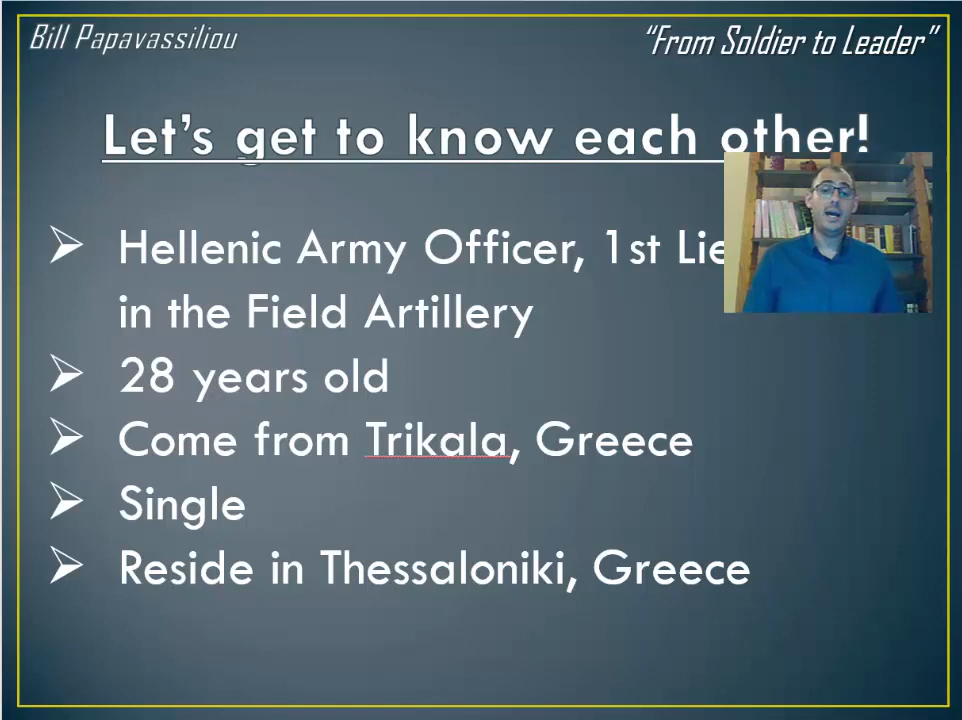 Bill Papavassiliou
"From Soldier to Leader"
Let's get to know each other!
Hellenic Army Officer, 1st
in the Field Artillery
28 years old
Come from Trikala, Greece
Single
Reside in Thessaloniki, Greece